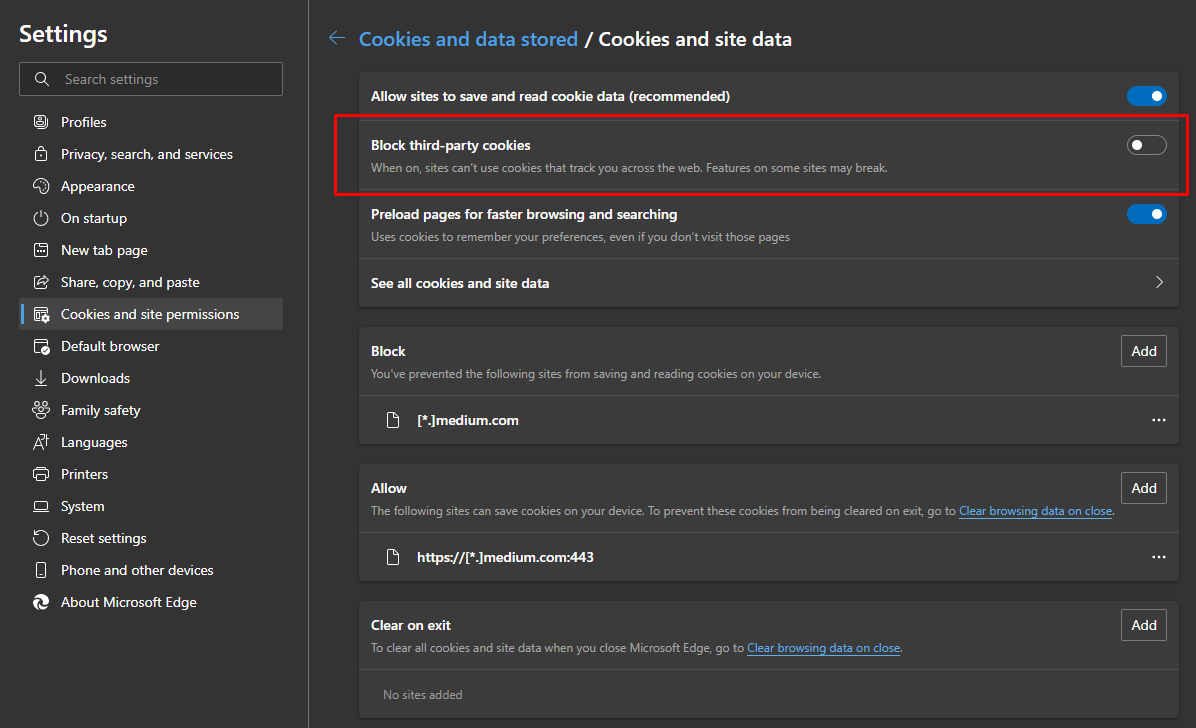 Settings
Search settings
Profiles
Privacy, search, and services
Appearance
On startup
New tab page
Share, copy, and paste
Cookies and site permissions
Default browser
Downloads
Family safety
Languages
Printers
System
Reset settings
Phone and other devices
About Microsoft Edge
Cookies and data stored / Cookies and site data
Allow sites to save and read cookie data (recommended)
Block third-party cookies
When on, sites can't use cookies that track you across the web. Features on some sites may break.
Preload pages for faster browsing and searching
Uses cookies to remember your preferences, even if you don't visit those pages
See all cookies and site data
Block
Add
You've prevented the following sites from saving and reading cookies on your device.
[*.]medium.com
Allow
Add
The following sites can save cookies on your device. To prevent these cookies from being cleared on exit, go to Clear browsing data on close.
https://[*.]medium.com:443
Clear on exit
Add
To clear all cookies and site data when you close Microsoft Edge, go to Clear browsing data on close.
No sites added